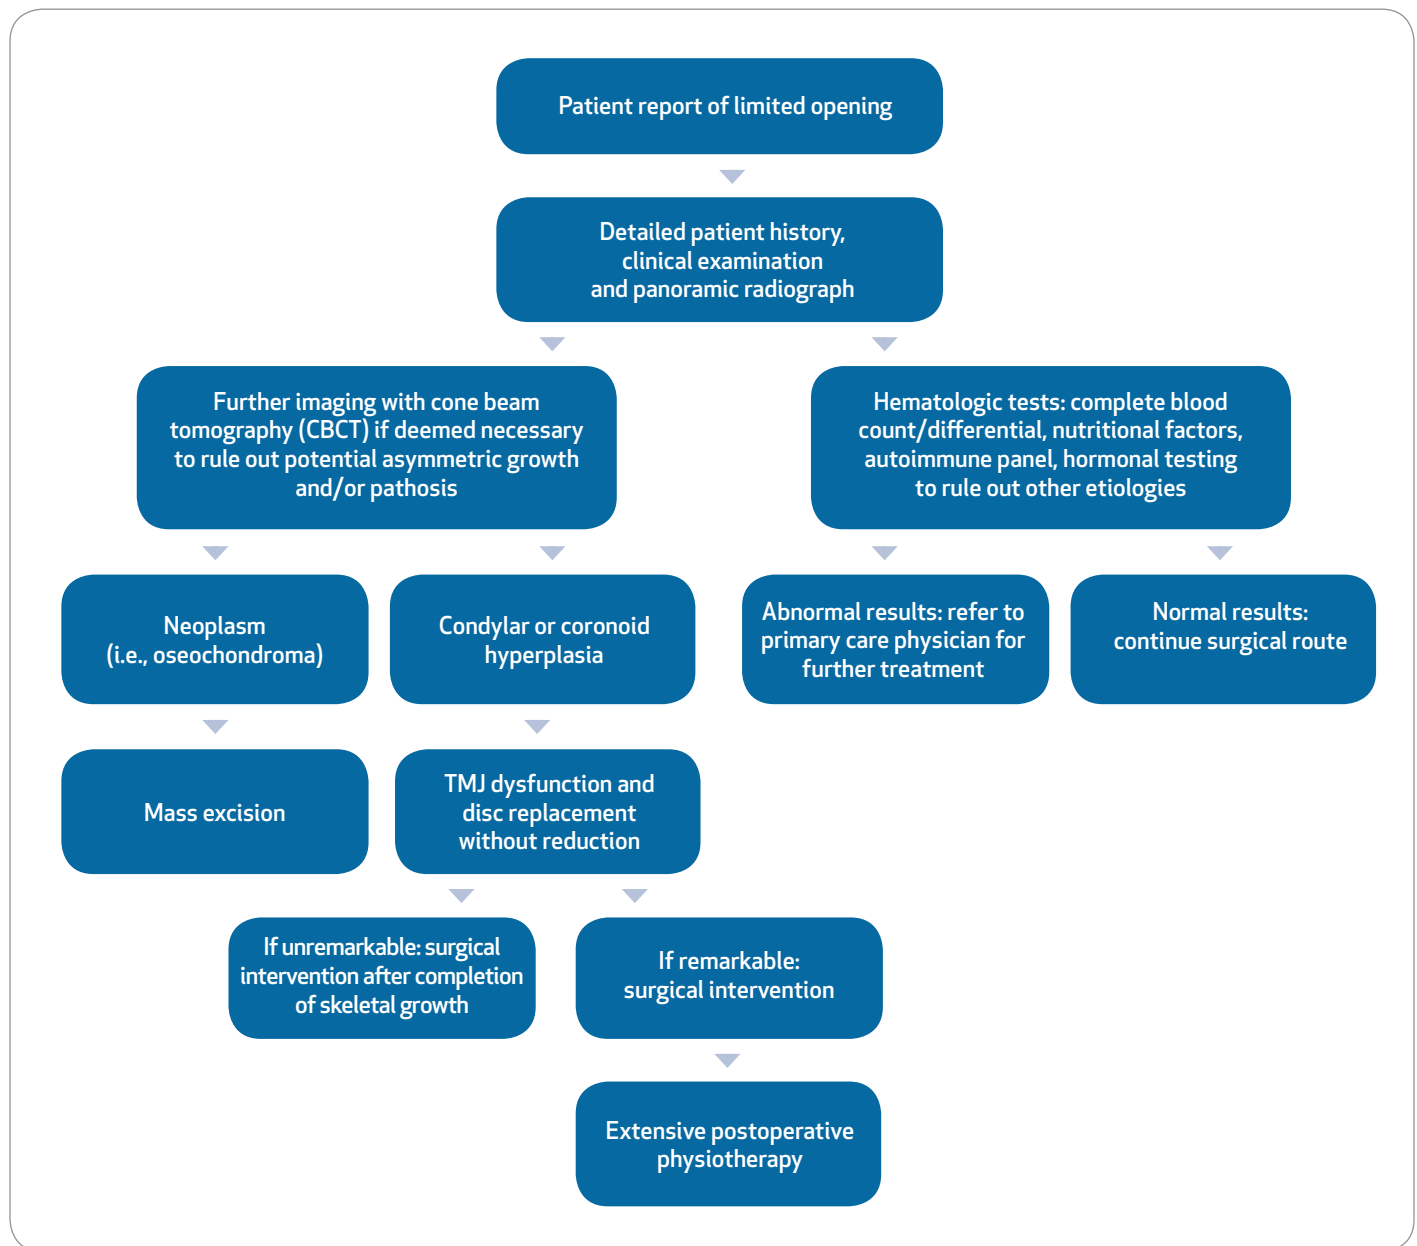 Patient report of limited opening
Detailed patient history,
clinical examination
and panoramic radiograph
Further imaging with cone beam
tomography (CBCT) if deemed necessary
to rule out potential asymmetric growth
and/or pathosis
Hematologic tests: complete blood
count/differential, nutritional factors,
autoimmune panel, hormonal testing
to rule out other etiologies
Neoplasm
(i.e., oseochondroma)
Condylar or coronoid
hyperplasia
Abnormal results: refer to
primary care physician for
further treatment
Normal results:
continue surgical route
Mass excision
TMJ dysfunction and
disc replacement
without reduction
If unremarkable: surgical
intervention after completion
of skeletal growth
If remarkable:
surgical intervention
Extensive postoperative
physiotherapy